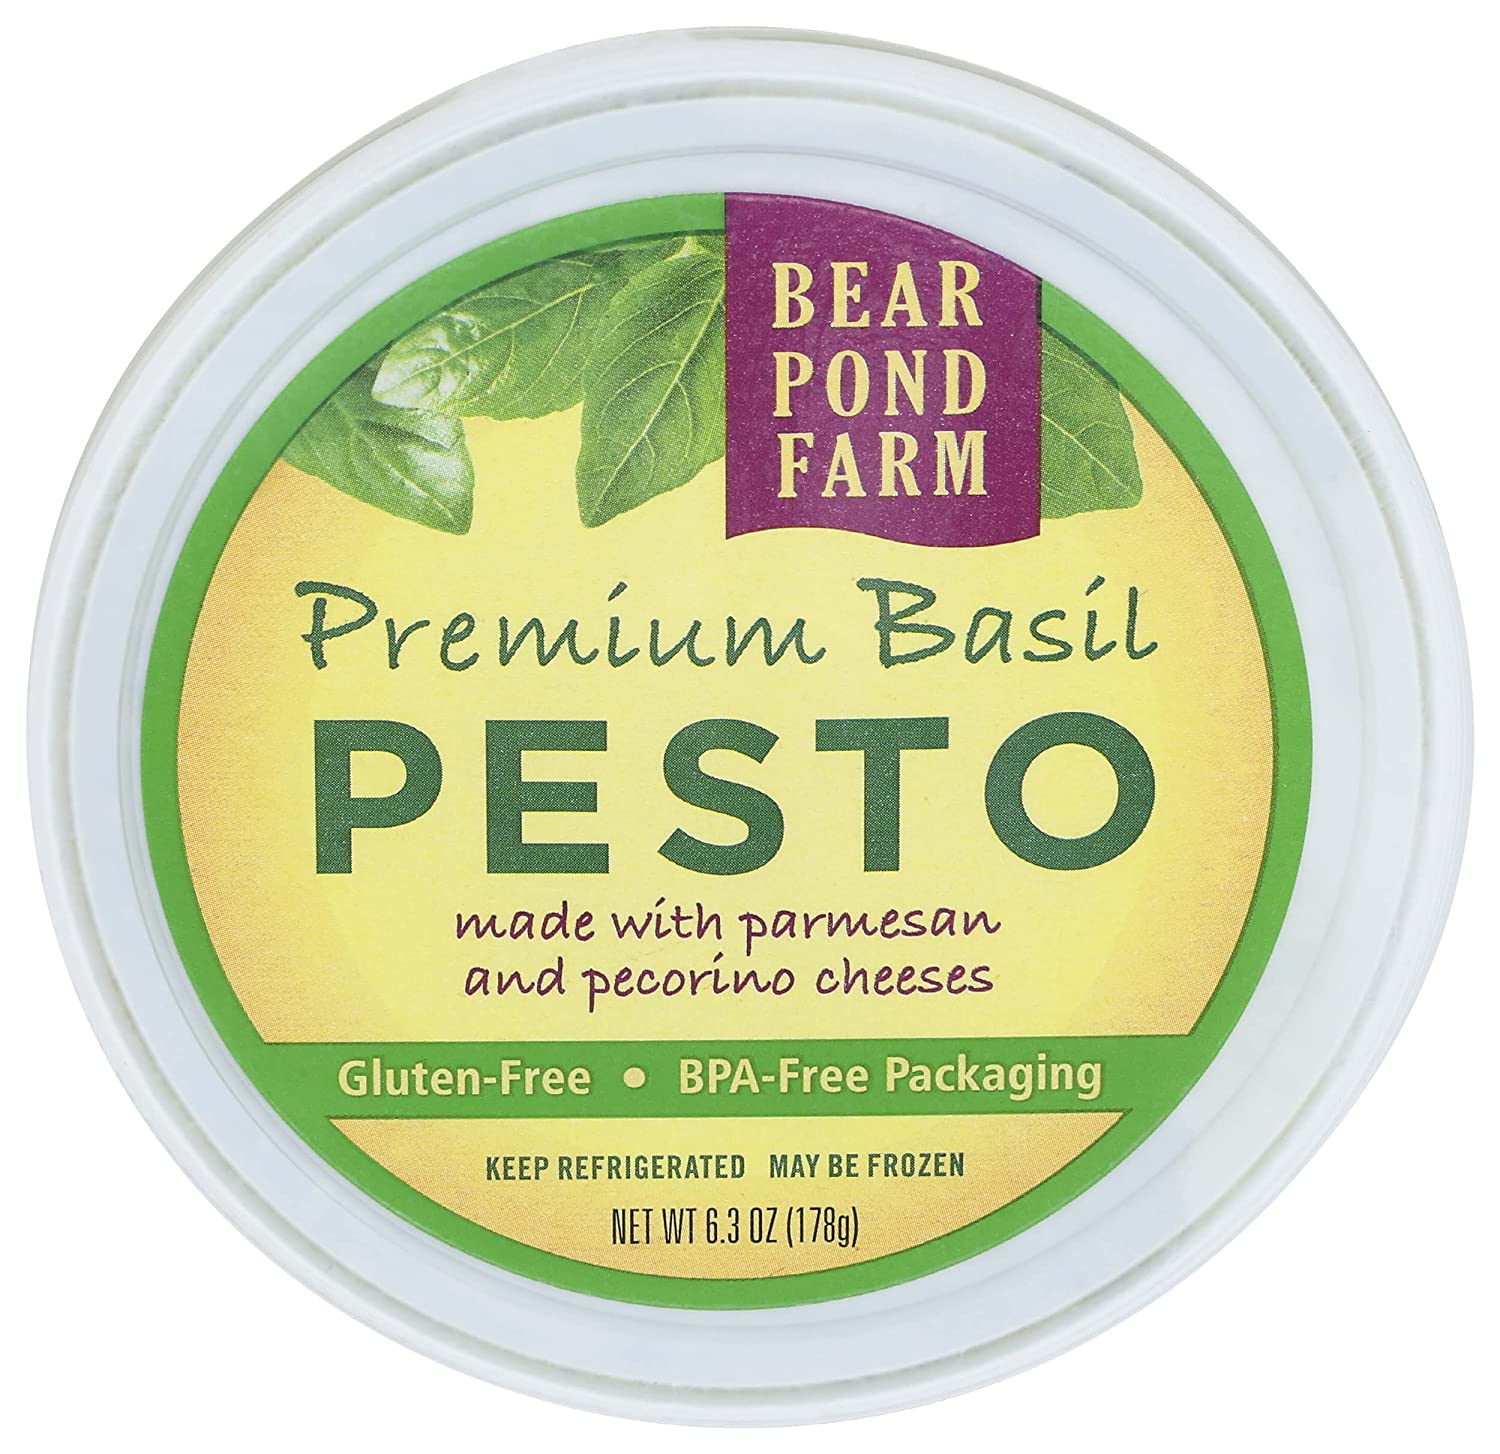 BEAR
POND
FARM
Premium Basil
PESTO
made with parmesan
and pecorino cheeses
Gluten-Free • BPA-Free Packaging
KEEP REFRIGERATED MAY BE FROZEN
NET WT 6.3 OZ (178g)